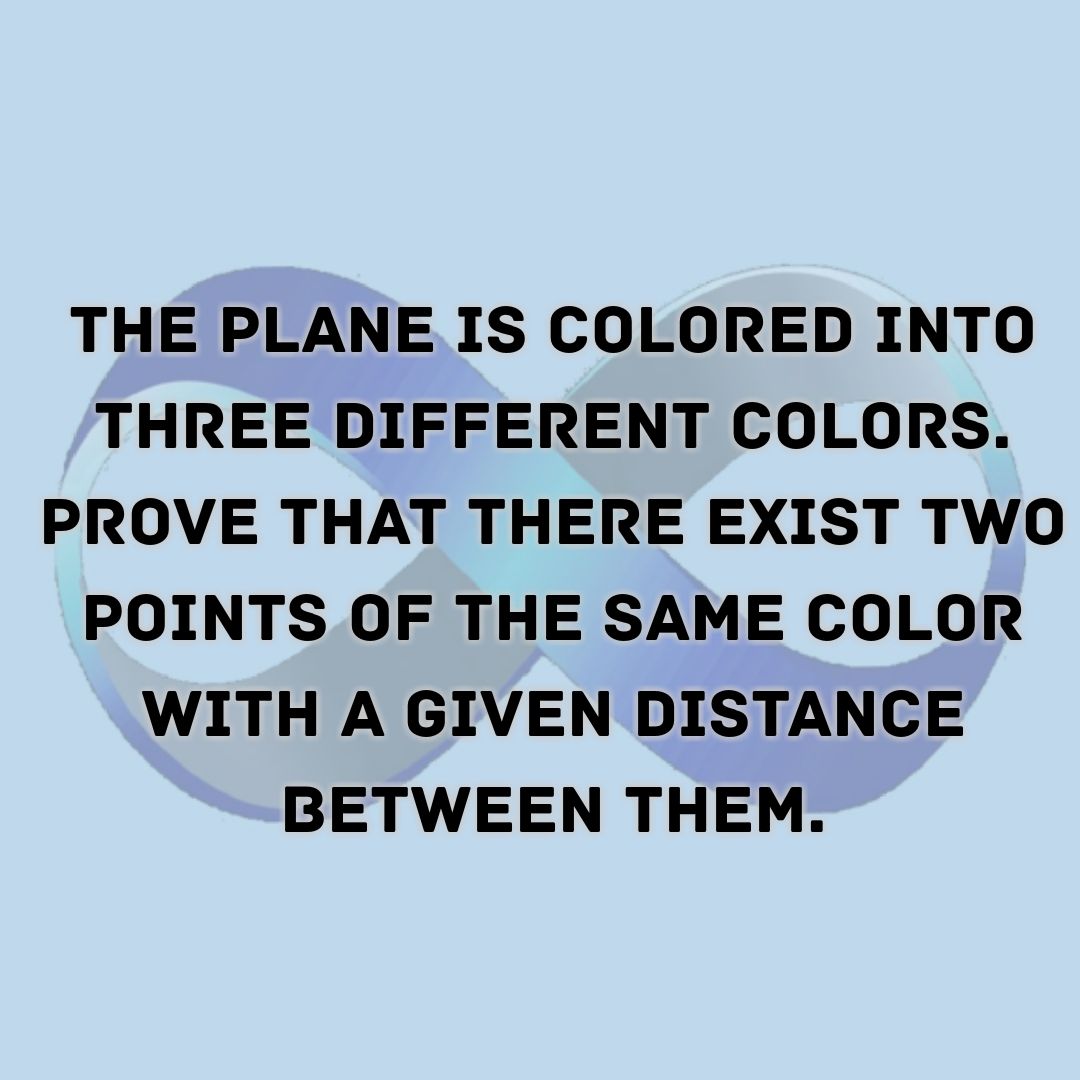 THE PLANE IS COLORED INTO
THREE DIFFERENT COLORS.
PROVE THAT THERE EXIST TWO
POINTS OF THE SAME COLOR
WITH A GIVEN DISTANCE
BETWEEN THEM.